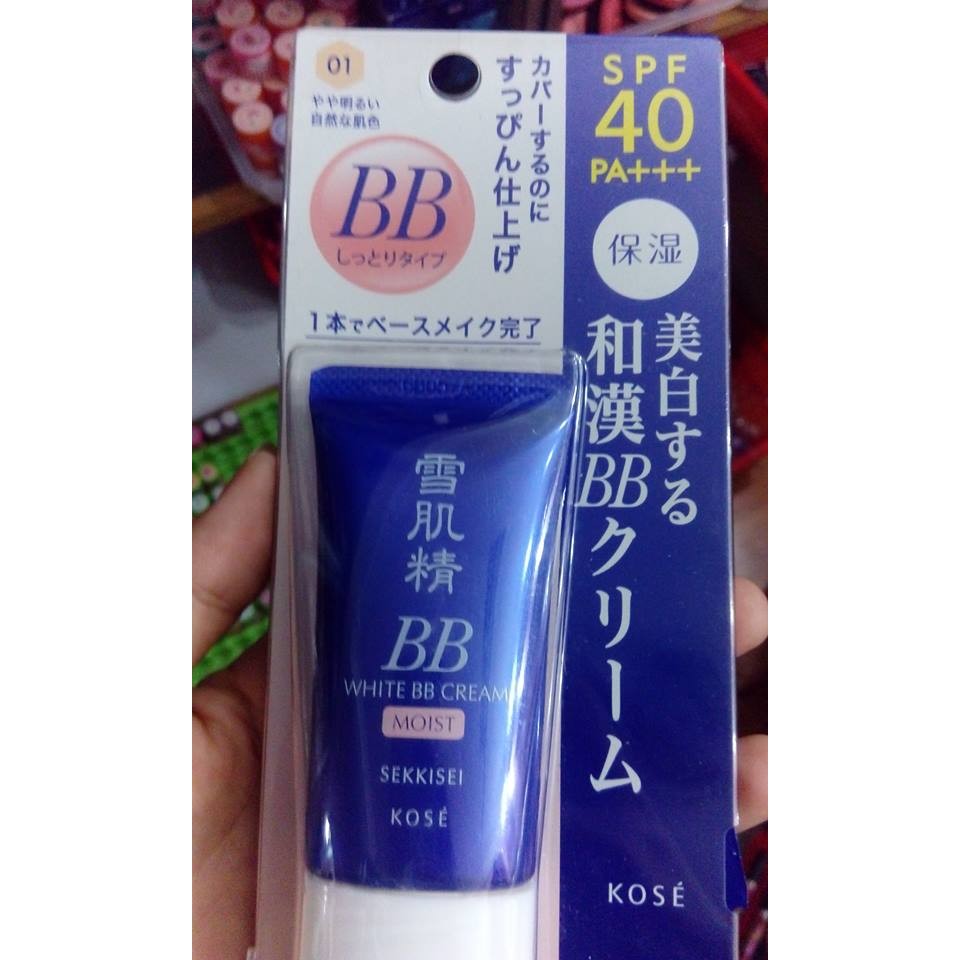 01
やや明るい
自然な肌色
カバーするのに
すっぴん仕上げ
BB
しっとりタイプ
1本でベースメイク完了
SPF
40
PA+++
保湿
美白する
和漢BBクリーム
雪肌精
BB
WHITE BB CREAM
MOIST
SEKKISEI
KOSÉ
KOSÉ